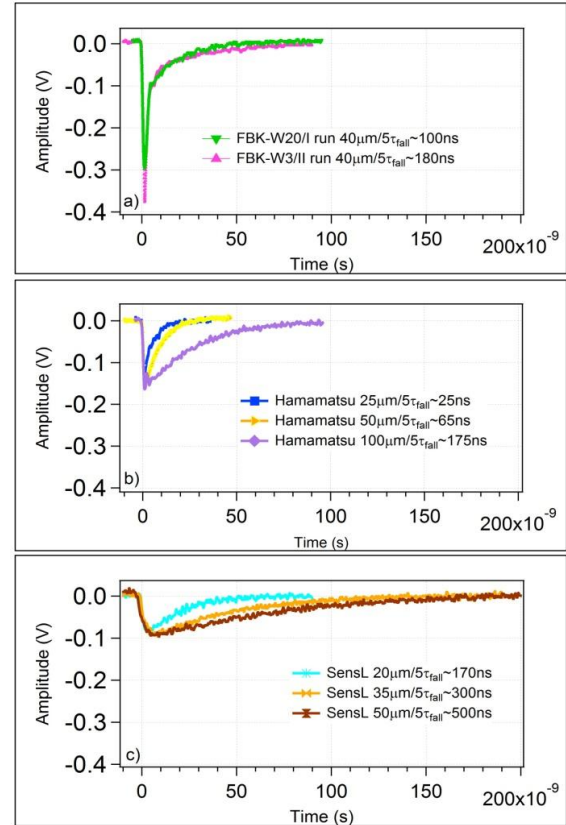 0.0
-0.1
-0.2
-0.3
-0.4
Amplitude (V)
FBK-W20/I run 40μm/5τfall~100ns
FBK-W3/II run 40μm/5τfall~180ns
a)
0
50
100
150
200x10⁻⁹
Time (s)
0.0
-0.1
-0.2
-0.3
-0.4
Amplitude (V)
Hamamatsu 25μm/5τfall~25ns
Hamamatsu 50μm/5τfall~65ns
Hamamatsu 100μm/5τfall~175ns
b)
0
50
100
150
200x10⁻⁹
Time (s)
0.0
-0.1
-0.2
-0.3
-0.4
Amplitude (V)
SensL 20μm/5τfall~170ns
SensL 35μm/5τfall~300ns
SensL 50μm/5τfall~500ns
c)
0
50
100
150
200x10⁻⁹
Time (s)